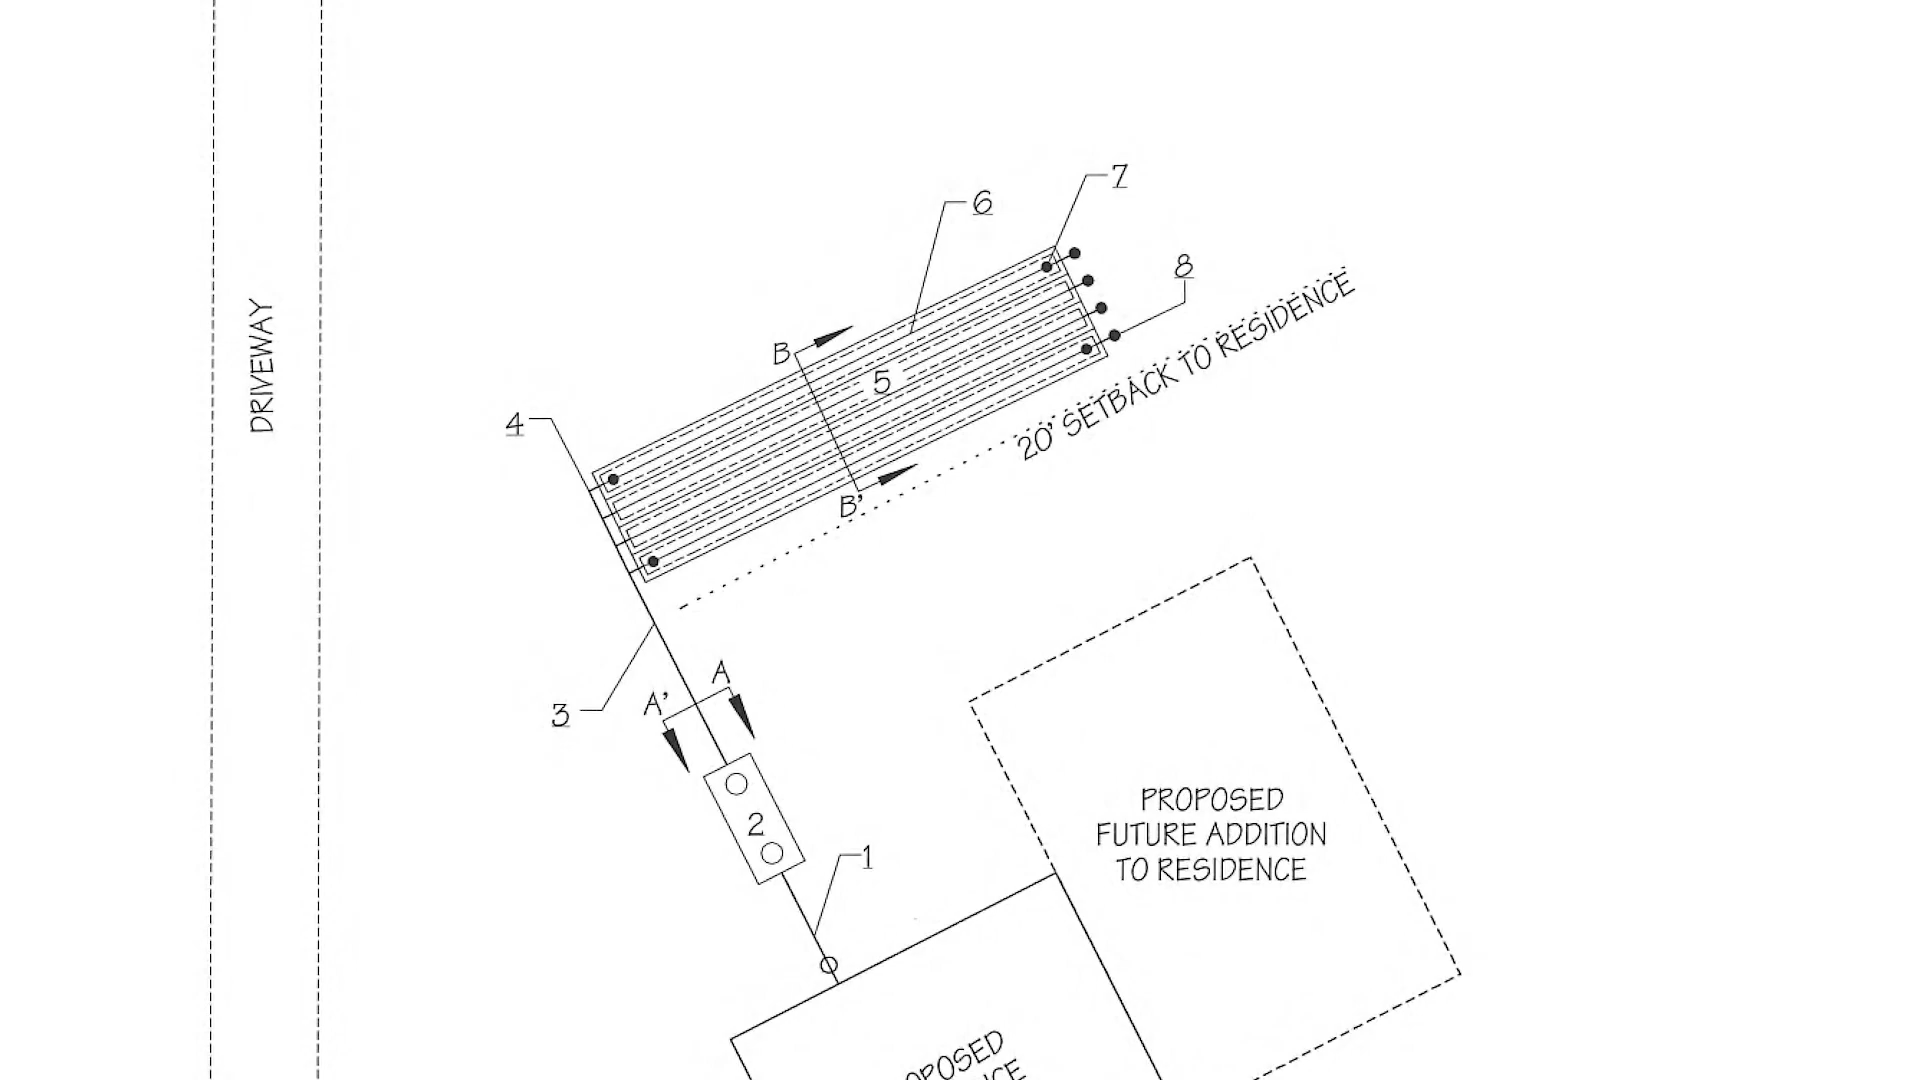 7
6
8
DRIVEWAY
B
5
20' SETBACK TO RESIDENCE
4
B'
A
A'
3
2
1
PROPOSED
FUTURE ADDITION
TO RESIDENCE